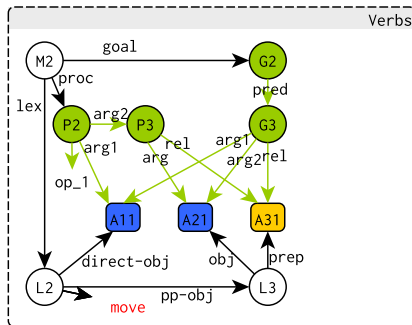 Verbs
goal
M2
G2
proc
pred
lex
arg2
P2
P3
G3
arg1
arg
rel
arg1
arg2
rel
op_1
A11
A21
A31
direct-obj
obj
prep
L2
pp-obj
L3
move